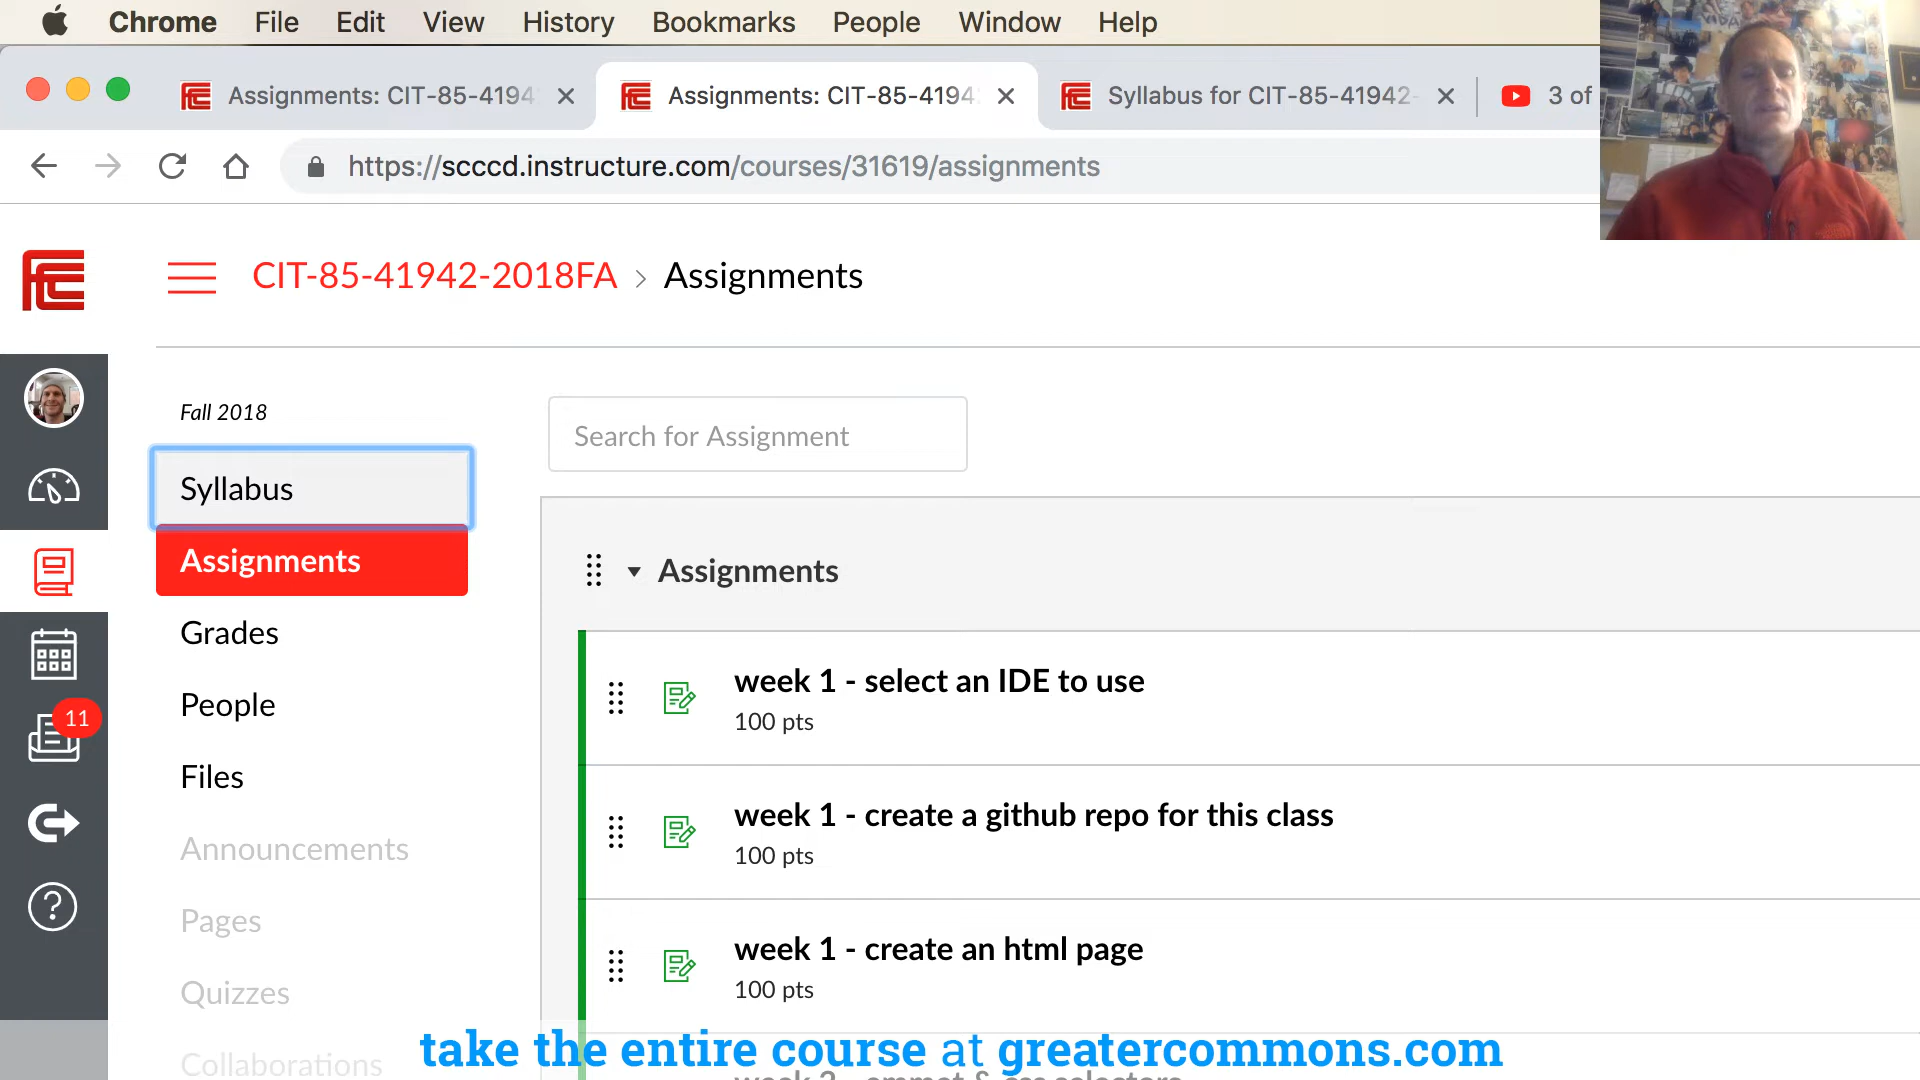 Chrome File Edit View History Bookmarks People Window Help
Assignments: CIT-85-4194
Assignments: CIT-85-4194
Syllabus for CIT-85-41942-
3 of
https://scccd.instructure.com/courses/31619/assignments
CIT-85-41942-2018FA > Assignments
Fall 2018
Syllabus
Assignments
Grades
People
11
Files
Announcements
Pages
Quizzes
Collaborations
Search for Assignment
Assignments
week 1 - select an IDE to use
100 pts
week 1 - create a github repo for this class
100 pts
week 1 - create an html page
100 pts
take the entire course at greatercommons.com